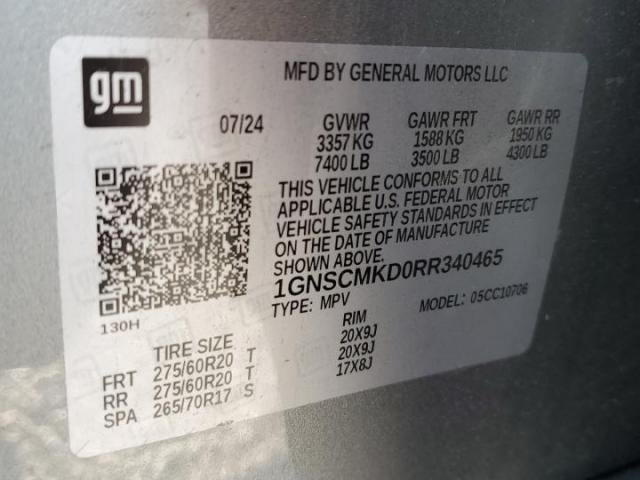 gm
MFD BY GENERAL MOTORS LLC
07/24 GVWR GAWR FRT GAWR RR
3357 KG 1588 KG 1950 KG
7400 LB 3500 LB 4300 LB
THIS VEHICLE CONFORMS TO ALL
APPLICABLE U.S. FEDERAL MOTOR
VEHICLE SAFETY STANDARDS IN EFFECT
ON THE DATE OF MANUFACTURE
SHOWN ABOVE.
1GNSCMKD0RR340465
TYPE: MPV MODEL: 05CC10706
130H
TIRE SIZE RIM
FRT 275/60R20 T 20X9J
RR 275/60R20 T 20X9J
SPA 265/70R17 S 17X8J